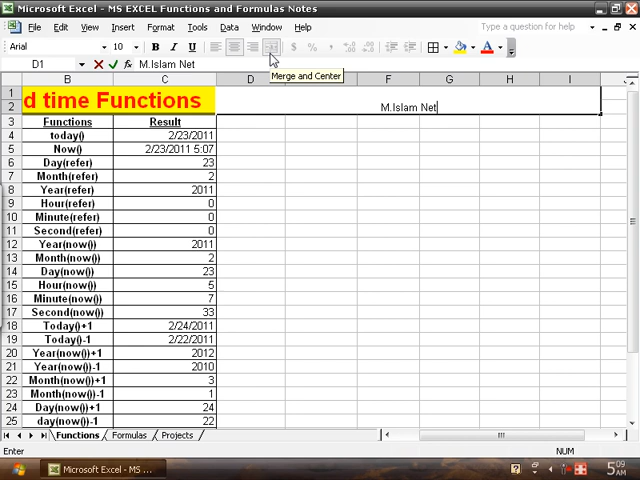 Microsoft Excel - MS EXCEL Functions and Formulas Notes
File Edit View Insert Format Tools Data Window Help
Type a question for help
Arial 10 B I U
D1 M.Islam Net
Merge and Center
B C D E F G H I
1 d time Functions
2 M.Islam Net
3 Functions Result
4 today() 2/23/2011
5 Now() 2/23/2011 5:07
6 Day(refer) 23
7 Month(refer) 2
8 Year(refer) 2011
9 Hour(refer) 0
10 Minute(refer) 0
11 Second(refer) 0
12 Year(now()) 2011
13 Month(now()) 2
14 Day(now()) 23
15 Hour(now()) 5
16 Minute(now()) 7
17 Second(now()) 33
18 Today()+1 2/24/2011
19 Today()-1 2/22/2011
20 Year(now())+1 2012
21 Year(now())-1 2010
22 Month(now())+1 3
23 Month(now())-1 1
24 Day(now())+1 24
25 day(now())-1 22
Functions Formulas Projects
Enter NUM
Microsoft Excel - MS ... 5:09 AM